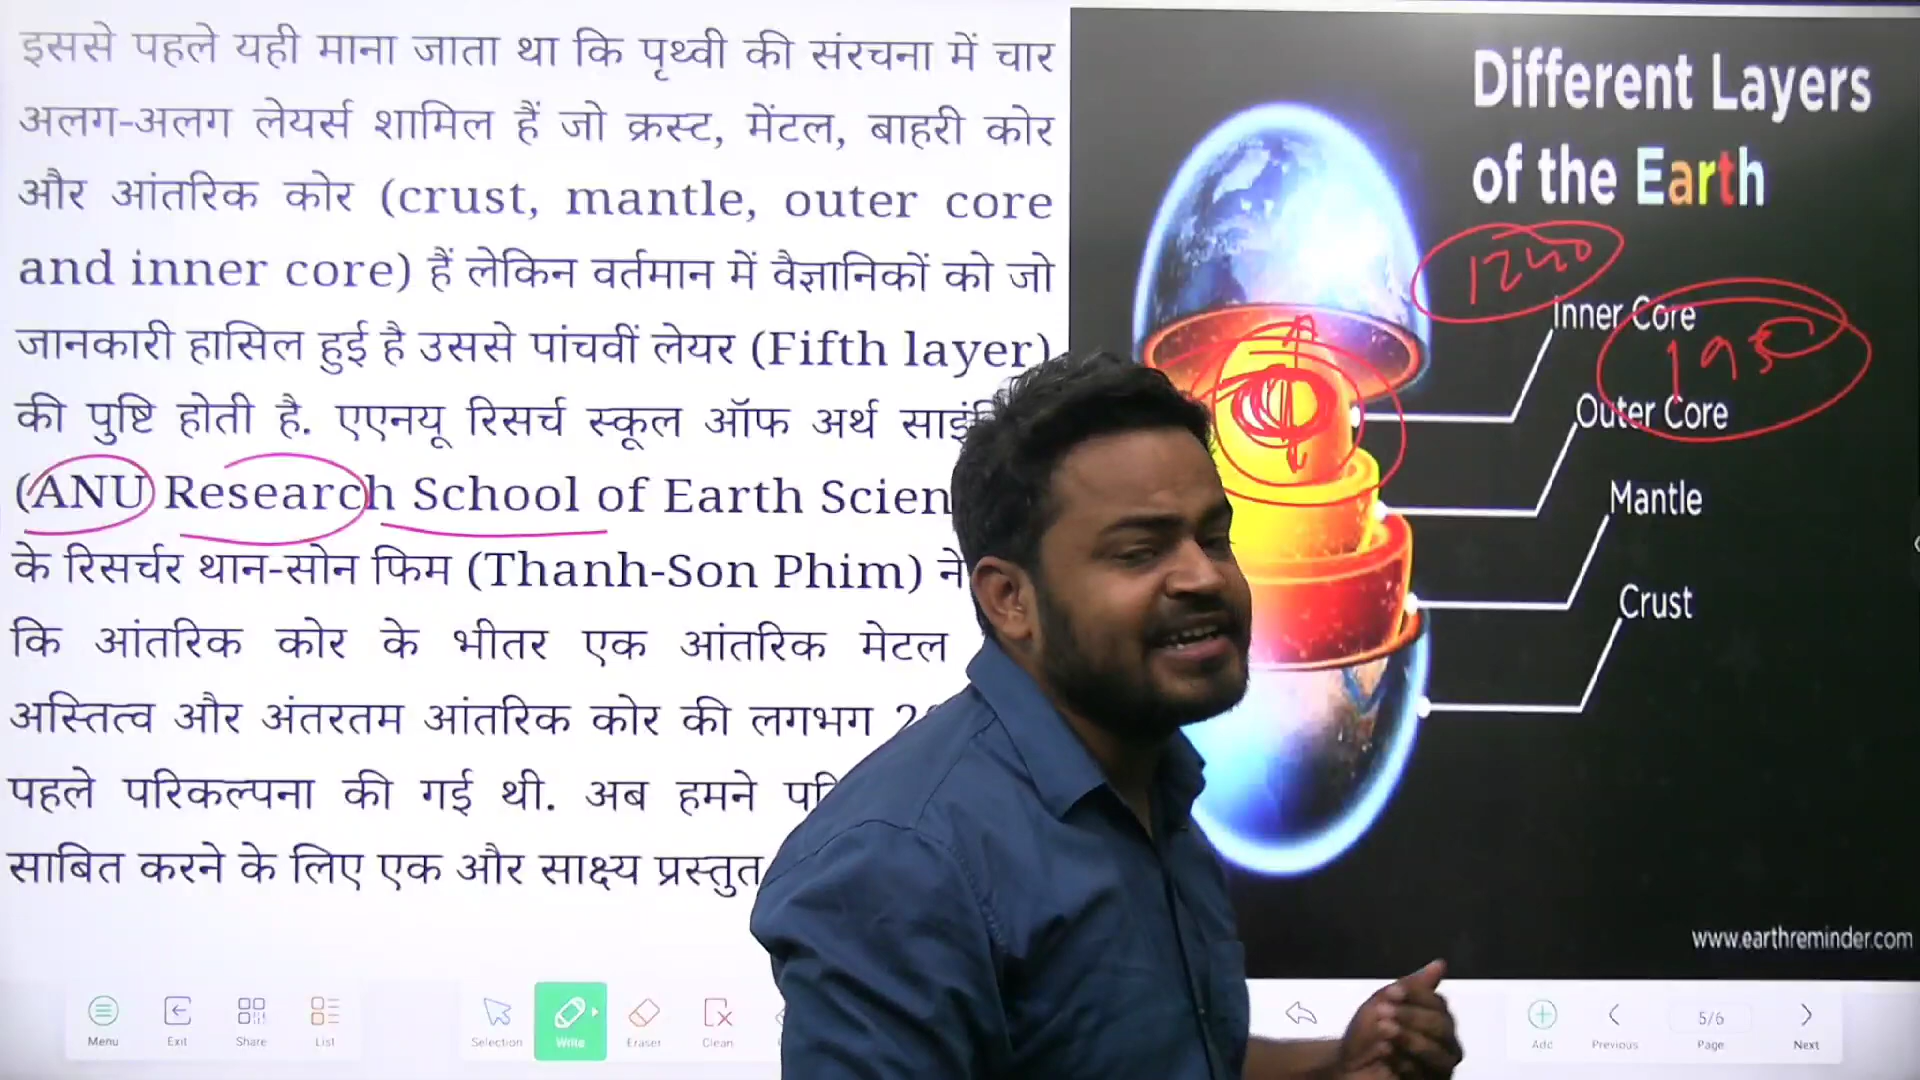 इससे पहले यही माना जाता था कि पृथ्वी की संरचना में चार
अलग-अलग लेयर्स शामिल हैं जो क्रस्ट, मेंटल, बाहरी कोर
और आंतरिक कोर (crust, mantle, outer core
and inner core) हैं लेकिन वर्तमान में वैज्ञानिकों को जो
जानकारी हासिल हुई है उससे पांचवीं लेयर (Fifth layer)
की पुष्टि होती है. एएनयू रिसर्च स्कूल ऑफ अर्थ
(ANU Research School of Earth
के रिसर्चर थान-सोन फिम (Thanh-Son Phim) ने
कि आंतरिक कोर के भीतर एक आंतरिक मेटल
अस्तित्व और अंतरतम आंतरिक कोर की लगभग
पहले परिकल्पना की गई थी. अब हमने
साबित करने के लिए एक और साक्ष्य प्रस्तुत
Different Layers
of the Earth
Inner Core
1950
Outer Core
Mantle
Crust
www.earthreminder.com
Menu
Exit
Share
List
Selection
Write
Eraser
Clean
Add
Previous
5/6
Page
Next